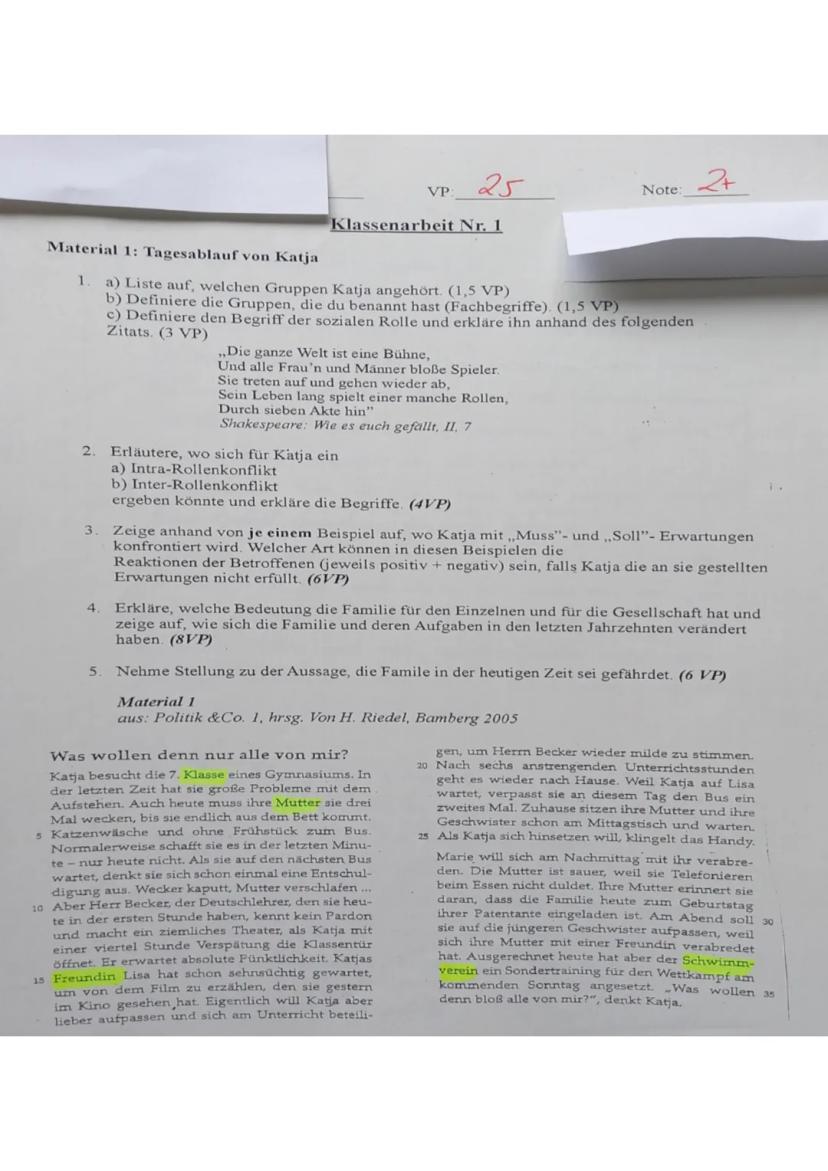 VP: 25 Note: 2+
Klassenarbeit Nr. 1
Material 1: Tagesablauf von Katja
1. a) Liste auf, welchen Gruppen Katja angehört. (1,5 VP)
b) Definiere die Gruppen, die du benannt hast (Fachbegriffe). (1,5 VP)
c) Definiere den Begriff der sozialen Rolle und erkläre ihn anhand des folgenden
Zitats. (3 VP)
„Die ganze Welt ist eine Bühne,
Und alle Frau'n und Männer bloße Spieler.
Sie treten auf und gehen wieder ab,
Sein Leben lang spielt einer manche Rollen,
Durch sieben Akte hin"
Shakespeare: Wie es euch gefällt, II, 7
2. Erläutere, wo sich für Katja ein
a) Intra-Rollenkonflikt
b) Inter-Rollenkonflikt
ergeben könnte und erkläre die Begriffe. (4VP)
3. Zeige anhand von je einem Beispiel auf, wo Katja mit „Muss"- und „Soll"- Erwartungen
konfrontiert wird. Welcher Art können in diesen Beispielen die
Reaktionen der Betroffenen (jeweils positiv + negativ) sein, falls Katja die an sie gestellten
Erwartungen nicht erfüllt. (6VP)
4. Erkläre, welche Bedeutung die Familie für den Einzelnen und für die Gesellschaft hat und
zeige auf, wie sich die Familie und deren Aufgaben in den letzten Jahrzehnten verändert
haben. (8VP)
5. Nehme Stellung zu der Aussage, die Famile in der heutigen Zeit sei gefährdet. (6 VP)
Material 1
aus: Politik &Co. 1, hrsg. Von H. Riedel, Bamberg 2005
Was wollen denn nur alle von mir?
Katja besucht die 7. Klasse eines Gymnasiums. In
der letzten Zeit hat sie große Probleme mit dem
Aufstehen. Auch heute muss ihre Mutter sie drei
Mal wecken, bis sie endlich aus dem Bett kommt.
5 Katzenwäsche und ohne Frühstück zum Bus.
Normalerweise schafft sie es in der letzten Minu-
te – nur heute nicht. Als sie auf den nächsten Bus
wartet, denkt sie sich schon einmal eine Entschul-
digung aus. Wecker kaputt, Mutter verschlafen ...
10 Aber Herr Becker, der Deutschlehrer, den sie heu-
te in der ersten Stunde haben, kennt kein Pardon
und macht ein ziemliches Theater, als Katja mit
einer viertel Stunde Verspätung die Klassentür
öffnet. Er erwartet absolute Pünktlichkeit. Katjas
15 Freundin Lisa hat schon sehnsüchtig gewartet,
um von dem Film zu erzählen, den sie gestern
im Kino gesehen hat. Eigentlich will Katja aber
lieber aufpassen und sich am Unterricht beteili-
gen, um Herrn Becker wieder milde zu stimmen.
20 Nach sechs anstrengenden Unterrichtsstunden
geht es wieder nach Hause. Weil Katja auf Lisa
wartet, verpasst sie an diesem Tag den Bus ein
zweites Mal. Zuhause sitzen ihre Mutter und ihre
Geschwister schon am Mittagstisch und warten.
25 Als Katja sich hinsetzen will, klingelt das Handy.
Marie will sich am Nachmittag mit ihr verabre-
den. Die Mutter ist sauer, weil sie Telefonieren
beim Essen nicht duldet. Ihre Mutter erinnert sie
daran, dass die Familie heute zum Geburtstag
ihrer Patentante eingeladen ist. Am Abend soll 30
sie auf die jüngeren Geschwister aufpassen, weil
sich ihre Mutter mit einer Freundin verabredet
hat. Ausgerechnet heute hat aber der Schwimm-
verein ein Sondertraining für den Wettkampf am
kommenden Sonntag angesetzt. „Was wollen 35
denn bloß alle von mir?", denkt Katja.